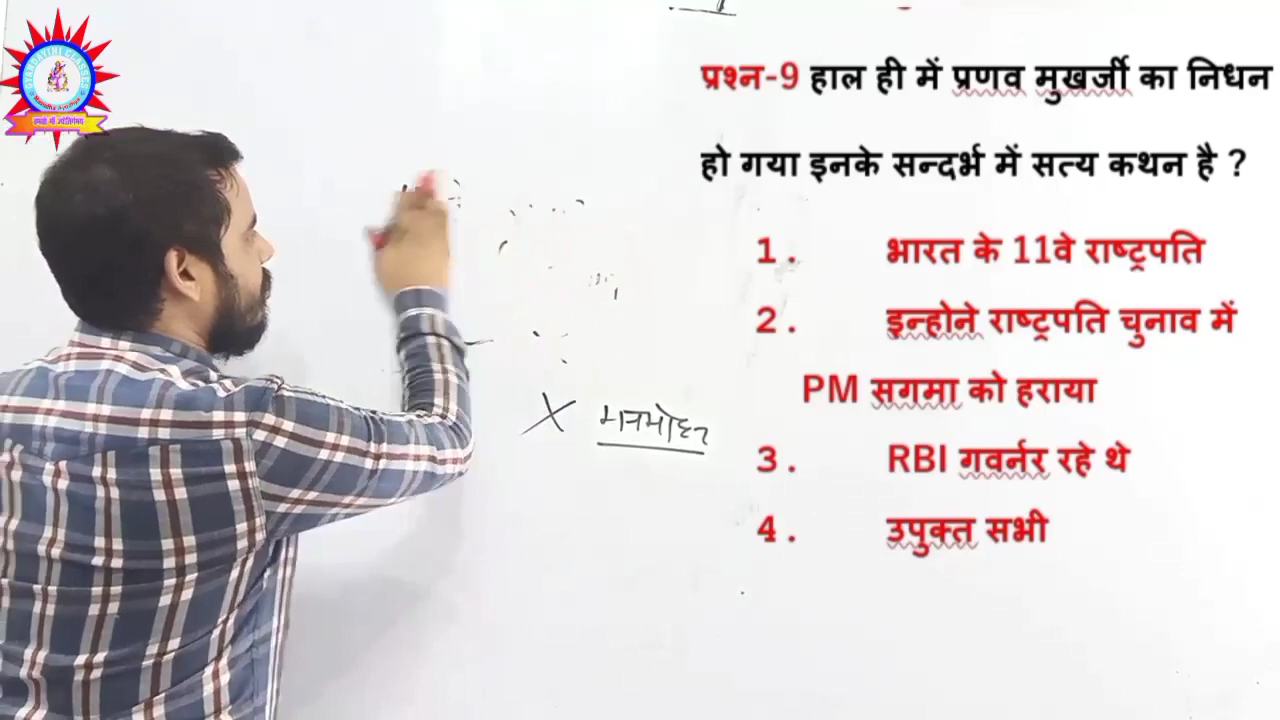 प्रश्न-9 हाल ही में प्रणव मुखर्जी का निधन
हो गया इनके सन्दर्भ में सत्य कथन है ?
1. भारत के 11वे राष्ट्रपति
2. इन्होने राष्ट्रपति चुनाव में
PM सगमा को हराया
3. RBI गवर्नर रहे थे
4. उपुक्त सभी
X मनमोहन